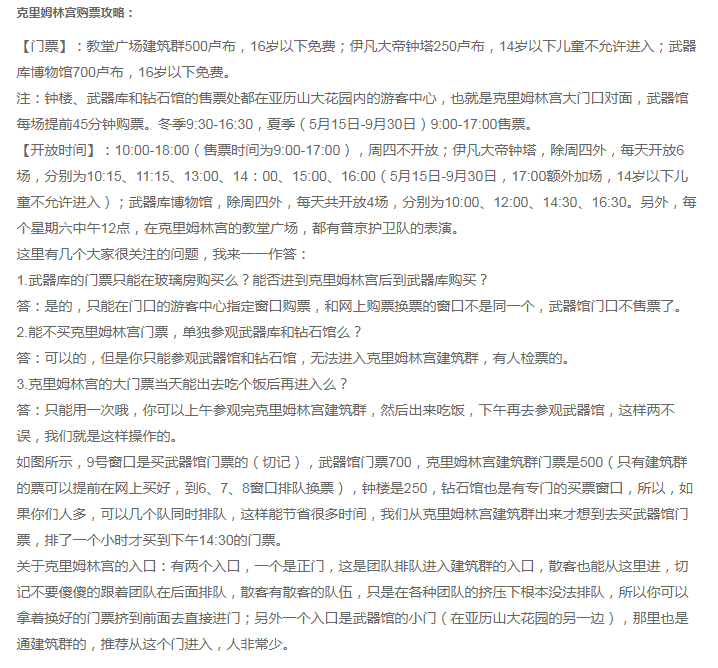 克里姆林宫购票攻略：
【门票】：教堂广场建筑群500卢布，16岁以下免费；伊凡大帝钟塔250卢布，14岁以下儿童不允许进入；武器
库博物馆700卢布，16岁以下免费。
注：钟楼、武器库和钻石馆的售票处都在亚历山大花园内的游客中心，也就是克里姆林宫大门口对面，武器馆
每场提前45分钟购票。冬季9:30-16:30，夏季（5月15日-9月30日）9:00-17:00售票。
【开放时间】：10:00-18:00（售票时间为9:00-17:00），周四不开放；伊凡大帝钟塔，除周四外，每天开放6
场，分别为10:15、11:15、13:00、14：00、15:00、16:00（5月15日-9月30日，17:00额外加场，14岁以下儿
童不允许进入）；武器库博物馆，除周四外，每天共开放4场，分别为10:00、12:00、14:30、16:30。另外，每
个星期六中午12点，在克里姆林宫的教堂广场，都有普京护卫队的表演。
这里有几个大家很关注的问题，我来一一作答：
1.武器库的门票只能在玻璃房购买么？能否进到克里姆林宫后到武器库购买？
答：是的，只能在门口的游客中心指定窗口购票，和网上购票换票的窗口不是同一个，武器馆门口不售票了。
2.能不买克里姆林宫门票，单独参观武器库和钻石馆么？
答：可以的，但是你只能参观武器馆和钻石馆，无法进入克里姆林宫建筑群，有人检票的。
3.克里姆林宫的大门票当天能出去吃个饭后再进入么？
答：只能用一次哦，你可以上午参观完克里姆林宫建筑群，然后出来吃饭，下午再去参观武器馆，这样两不
误，我们就是这样操作的。
如图所示，9号窗口是买武器馆门票的（切记），武器馆门票700，克里姆林宫建筑群门票是500（只有建筑群
的票可以提前在网上买好，到6、7、8窗口排队换票），钟楼是250，钻石馆也是有专门的买票窗口，所以，如
果你们人多，可以几个队同时排队，这样能节省很多时间，我们从克里姆林宫建筑群出来才想到去买武器馆门
票，排了一个小时才买到下午14:30的门票。
关于克里姆林宫的入口：有两个入口，一个是正门，这是团队排队进入建筑群的入口，散客也能从这里进，切
记不要傻傻的跟着团队在后面排队，散客有散客的队伍，只是在各种团队的挤压下根本没法排队，所以你可以
拿着换好的门票挤到前面去直接进门；另外一个入口是武器馆的小门（在亚历山大花园的另一边），那里也是
通建筑群的，推荐从这个门进入，人非常少。